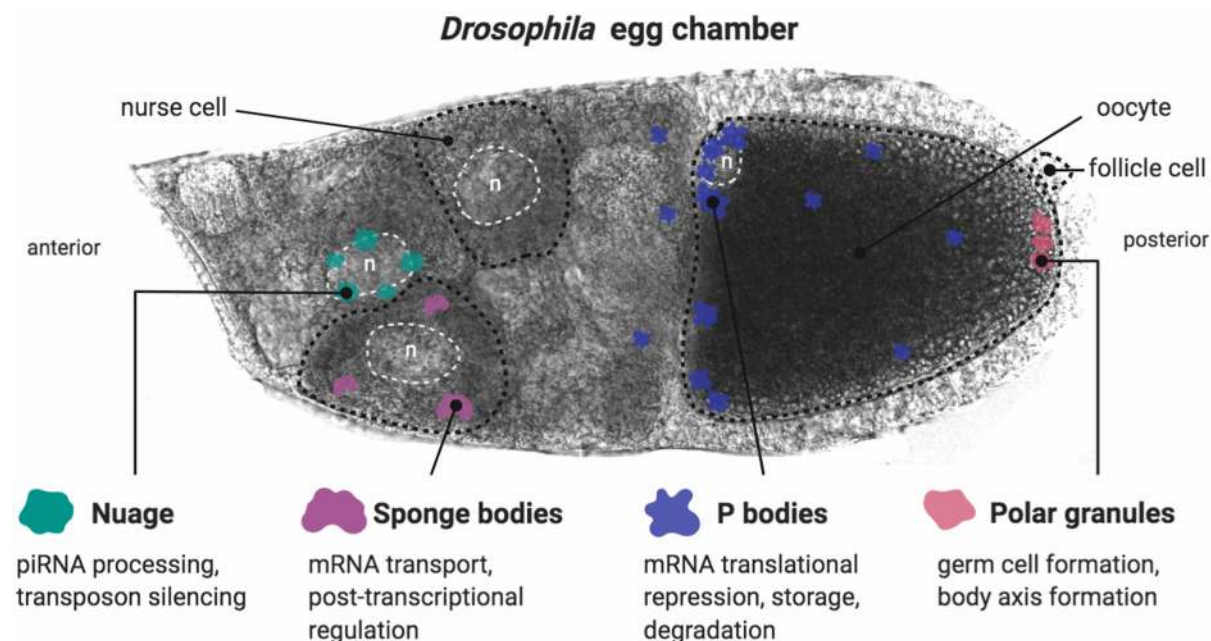 Drosophila egg chamber
nurse cell
oocyte
n
follicle cell
n
anterior
posterior
n
n
Nuage
piRNA processing,
transposon silencing
Sponge bodies
mRNA transport,
post-transcriptional
regulation
P bodies
mRNA translational
repression, storage,
degradation
Polar granules
germ cell formation,
body axis formation